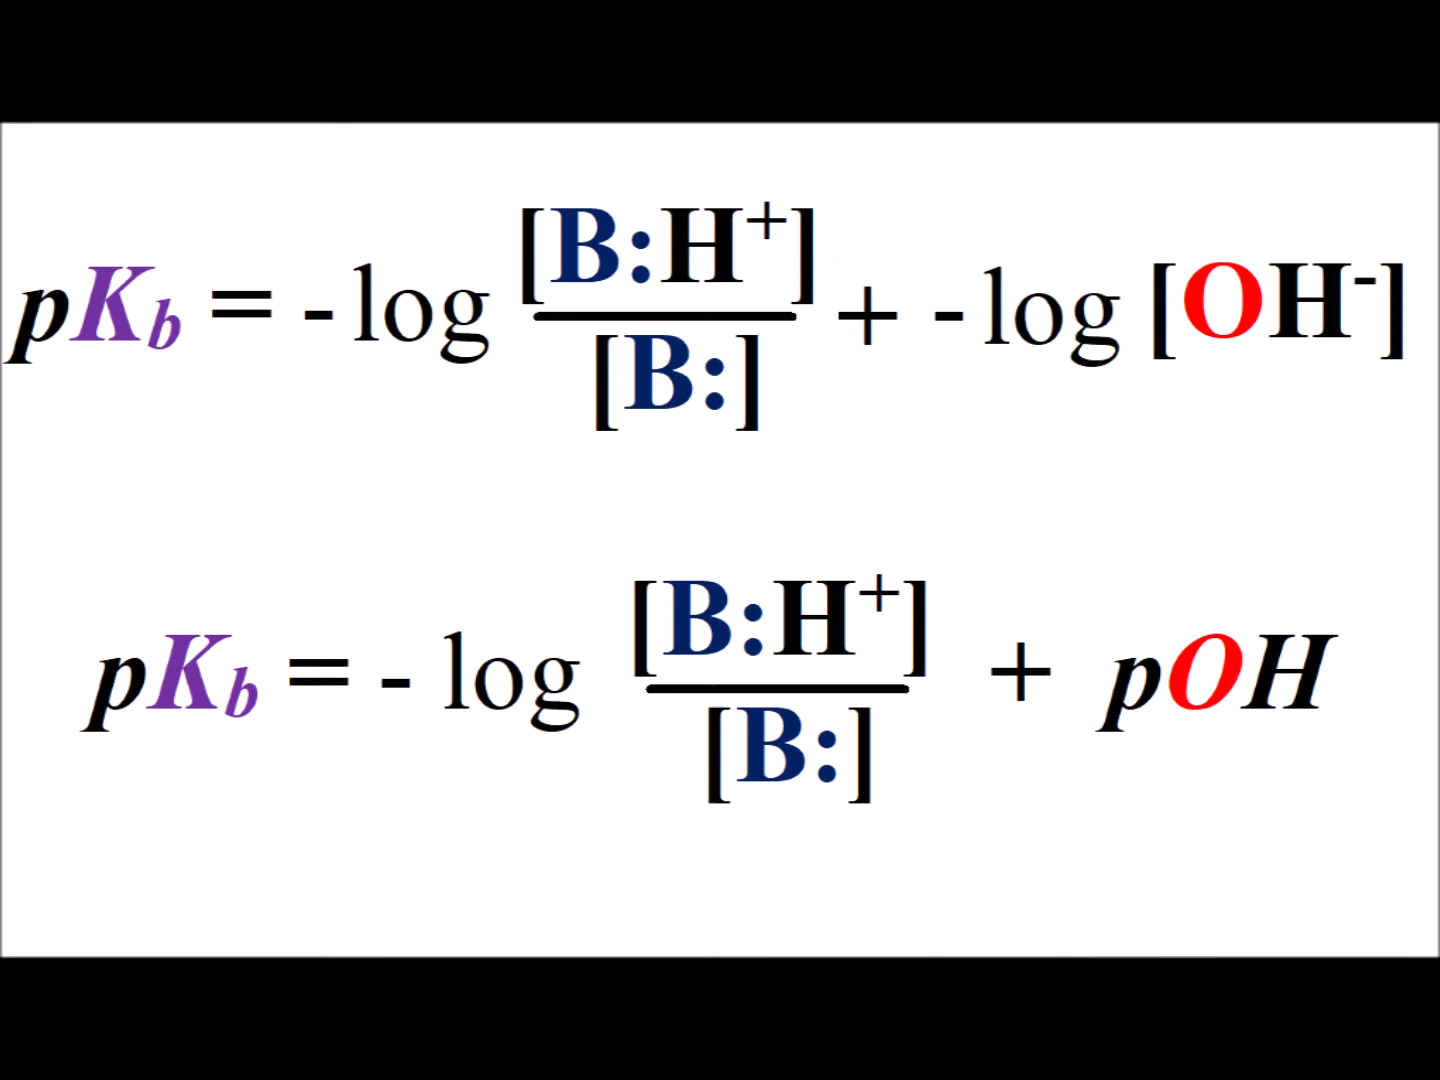 pKb = - log [B:H⁺] / [B:] + - log [OH⁻]
pKb = - log [B:H⁺] / [B:] + pOH